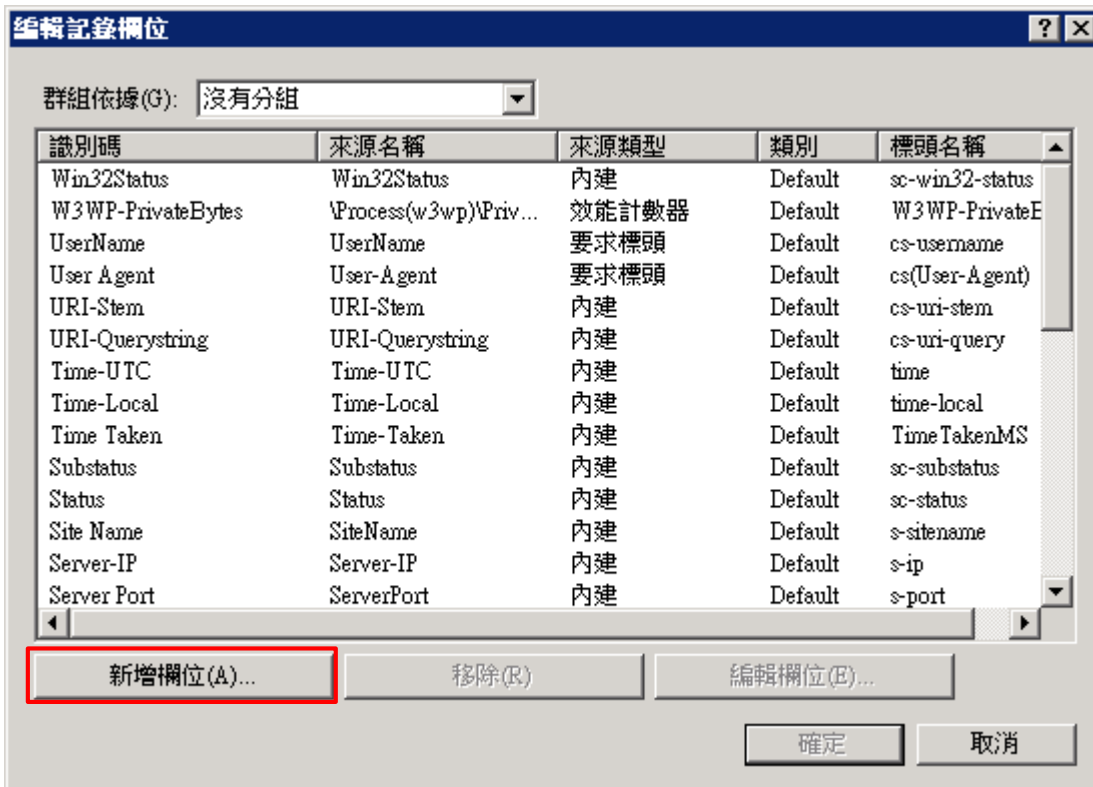 編輯記錄欄位
群組依據(G): 沒有分組
識別碼 來源名稱 來源類型 類別 標頭名稱
Win32Status Win32Status 內建 Default sc-win32-status
W3WP-PrivateBytes \Process(w3wp)\Priv... 效能計數器 Default W3WP-PrivateE
UserName UserName 要求標頭 Default cs-username
User Agent User-Agent 要求標頭 Default cs(User-Agent)
URI-Stem URI-Stem 內建 Default cs-uri-stem
URI-Querystring URI-Querystring 內建 Default cs-uri-query
Time-UTC Time-UTC 內建 Default time
Time-Local Time-Local 內建 Default time-local
Time Taken Time-Taken 內建 Default TimeTakenMS
Substatus Substatus 內建 Default sc-substatus
Status Status 內建 Default sc-status
Site Name SiteName 內建 Default s-sitename
Server-IP Server-IP 內建 Default s-ip
Server Port ServerPort 內建 Default s-port
新增欄位(A)... 移除(R) 編輯欄位(E)...
確定 取消